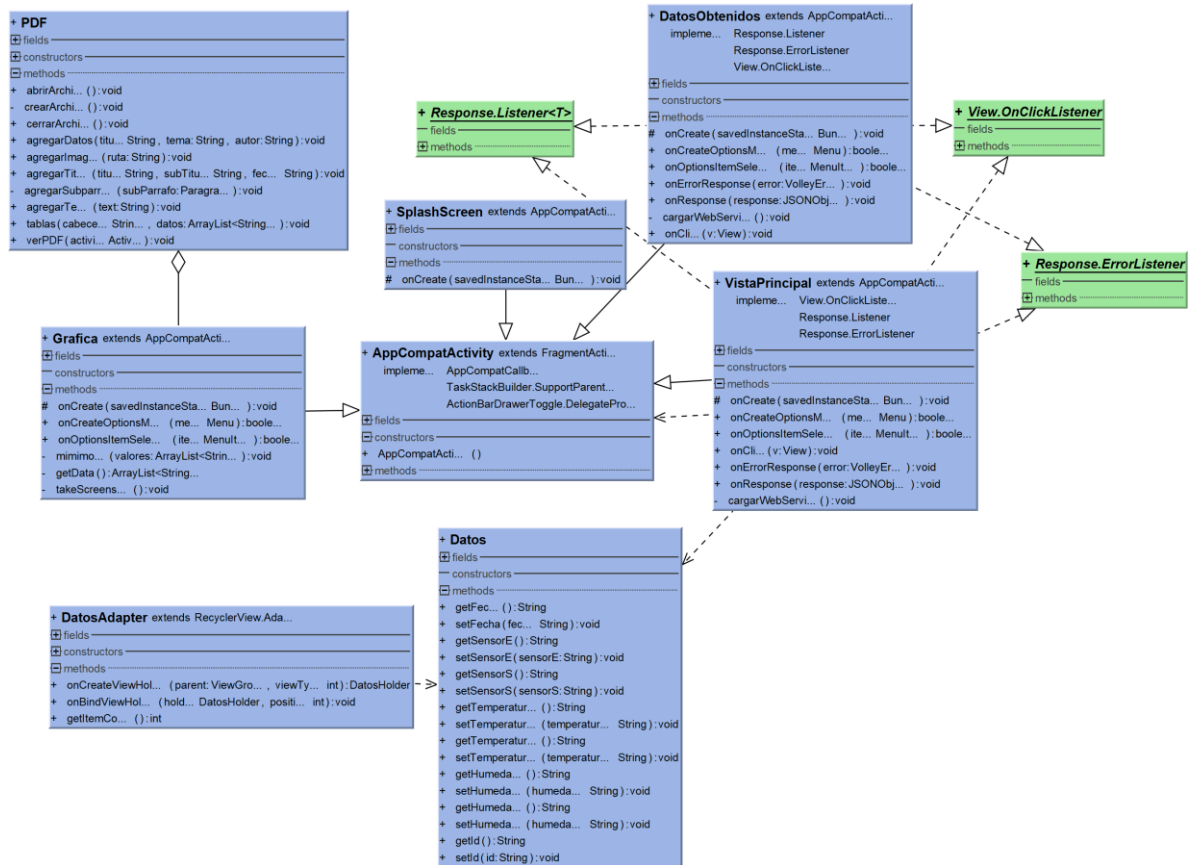 + PDF
fields
constructors
methods
+ abrirArchi... ():void
- crearArchi... ():void
+ cerrarArchi... ():void
+ agregarDatos(titu... String, tema:String, autor:String):void
+ agregarImag... (ruta:String):void
+ agregarTit... (titu... String, subTitu... String, fec... String):void
- agregarSubparr... (subParrafo:Paragra... ):void
+ agregarTe... (text:String):void
+ tablas(cabece... Strin... , datos:ArrayList<String... ):void
+ verPDF(activi... Activ... ):void
+ DatosObtenidos extends AppCompatActi...
impleme... Response.Listener
Response.ErrorListener
View.OnClickListe...
fields
constructors
methods
# onCreate(savedInstanceSta... Bun... ):void
+ onCreateOptionsM... (me... Menu):boole...
+ onOptionsItemSele... (ite... MenuIt... ):boole...
+ onErrorResponse(error:VolleyEr... ):void
+ onResponse(response:JSONObj... ):void
- cargarWebServi... ():void
+ onCli... (v:View):void
+ Response.Listener<T>
fields
methods
+ View.OnClickListener
fields
methods
+ SplashScreen extends AppCompatActi...
fields
constructors
methods
# onCreate(savedInstanceSta... Bun... ):void
+ Response.ErrorListener
fields
methods
+ VistaPrincipal extends AppCompatActi...
impleme... View.OnClickListe...
Response.Listener
Response.ErrorListener
fields
constructors
methods
# onCreate(savedInstanceSta... Bun... ):void
+ onCreateOptionsM... (me... Menu):boole...
+ onOptionsItemSele... (ite... MenuIt... ):boole...
+ onCli... (v:View):void
+ onErrorResponse(error:VolleyEr... ):void
+ onResponse(response:JSONObj... ):void
- cargarWebServi... ():void
+ Grafica extends AppCompatActi...
fields
constructors
methods
# onCreate(savedInstanceSta... Bun... ):void
+ onCreateOptionsM... (me... Menu):boole...
+ onOptionsItemSele... (ite... MenuIt... ):boole...
- mimimo... (valores:ArrayList<Strin... ):void
- getData():ArrayList<String...
- takeScreens... ():void
+ AppCompatActivity extends FragmentActi...
impleme... AppCompatCallb...
TaskStackBuilder.SupportParent...
ActionBarDrawerToggle.DelegatePro...
fields
constructors
+ AppCompatActi... ()
methods
+ Datos
fields
constructors
methods
+ getFec... ():String
+ setFecha(fec... String):void
+ getSensorE():String
+ setSensorE(sensorE:String):void
+ getSensorS():String
+ setSensorS(sensorS:String):void
+ getTemperatur... ():String
+ setTemperatur... (temperatur... String):void
+ getTemperatur... ():String
+ setTemperatur... (temperatur... String):void
+ getHumeda... ():String
+ setHumeda... (humeda... String):void
+ getHumeda... ():String
+ setHumeda... (humeda... String):void
+ getId():String
+ setId(id:String):void
+ DatosAdapter extends RecyclerView.Ada...
fields
constructors
methods
+ onCreateViewHol... (parent:ViewGro... , viewTy... int):DatosHolder
+ onBindViewHol... (hold... DatosHolder, positi... int):void
+ getItemCo... ():int